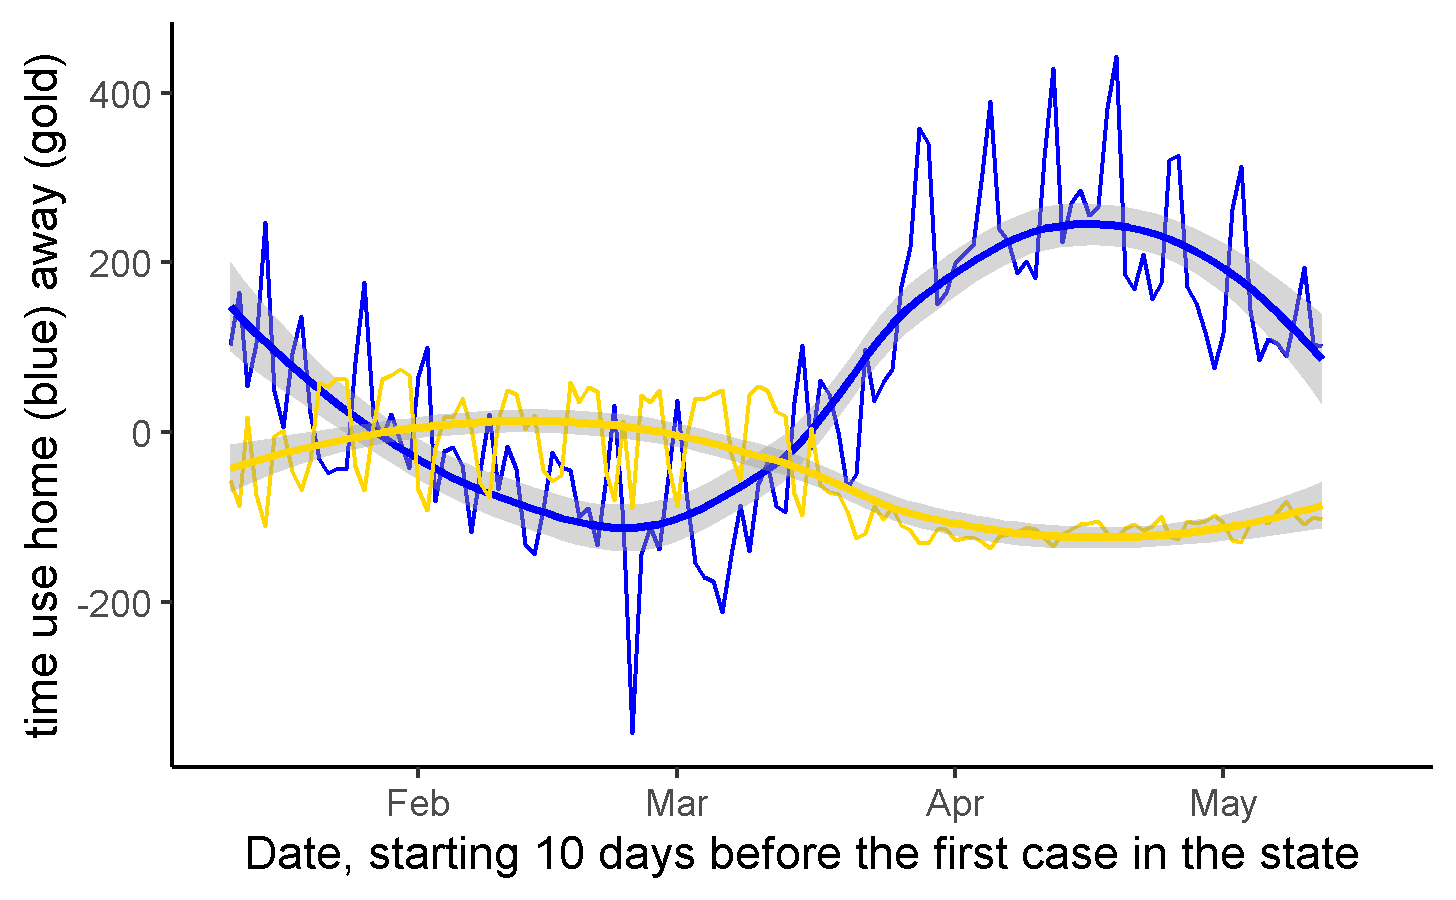 time use home (blue) away (gold)
400
200
0
-200
Feb Mar Apr May
Date, starting 10 days before the first case in the state